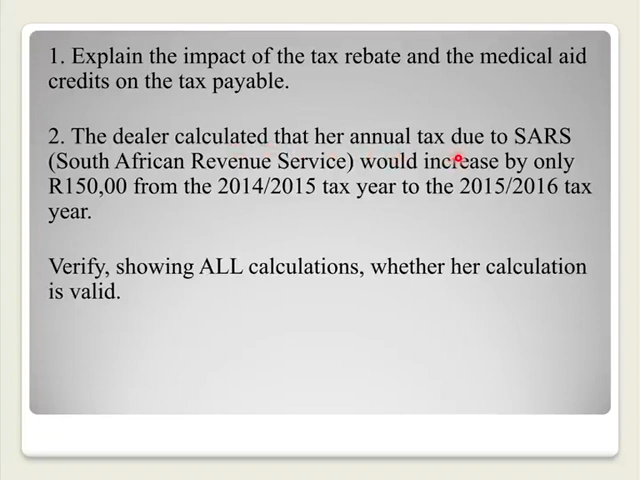 1. Explain the impact of the tax rebate and the medical aid
credits on the tax payable.
2. The dealer calculated that her annual tax due to SARS
(South African Revenue Service) would increase by only
R150,00 from the 2014/2015 tax year to the 2015/2016 tax
year.
Verify, showing ALL calculations, whether her calculation
is valid.